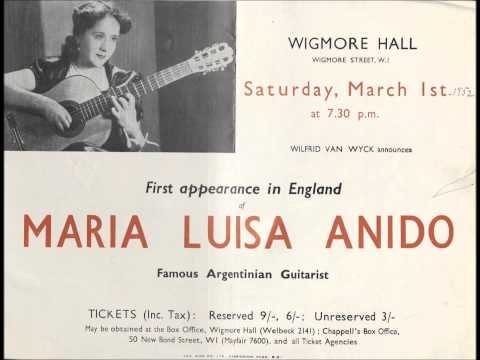 WIGMORE HALL
WIGMORE STREET, W.1
Saturday, March 1st. 1952
at 7.30 p.m.
WILFRID VAN WYCK announces
First appearance in England
of
MARIA LUISA ANIDO
Famous Argentinian Guitarist
TICKETS (Inc. Tax): Reserved 9/-, 6/-; Unreserved 3/-
May be obtained at the Box Office, Wigmore Hall (Welbeck 2141); Chappell's Box Office,
50 New Bond Street, W1 (Mayfair 7600), and all Ticket Agencies